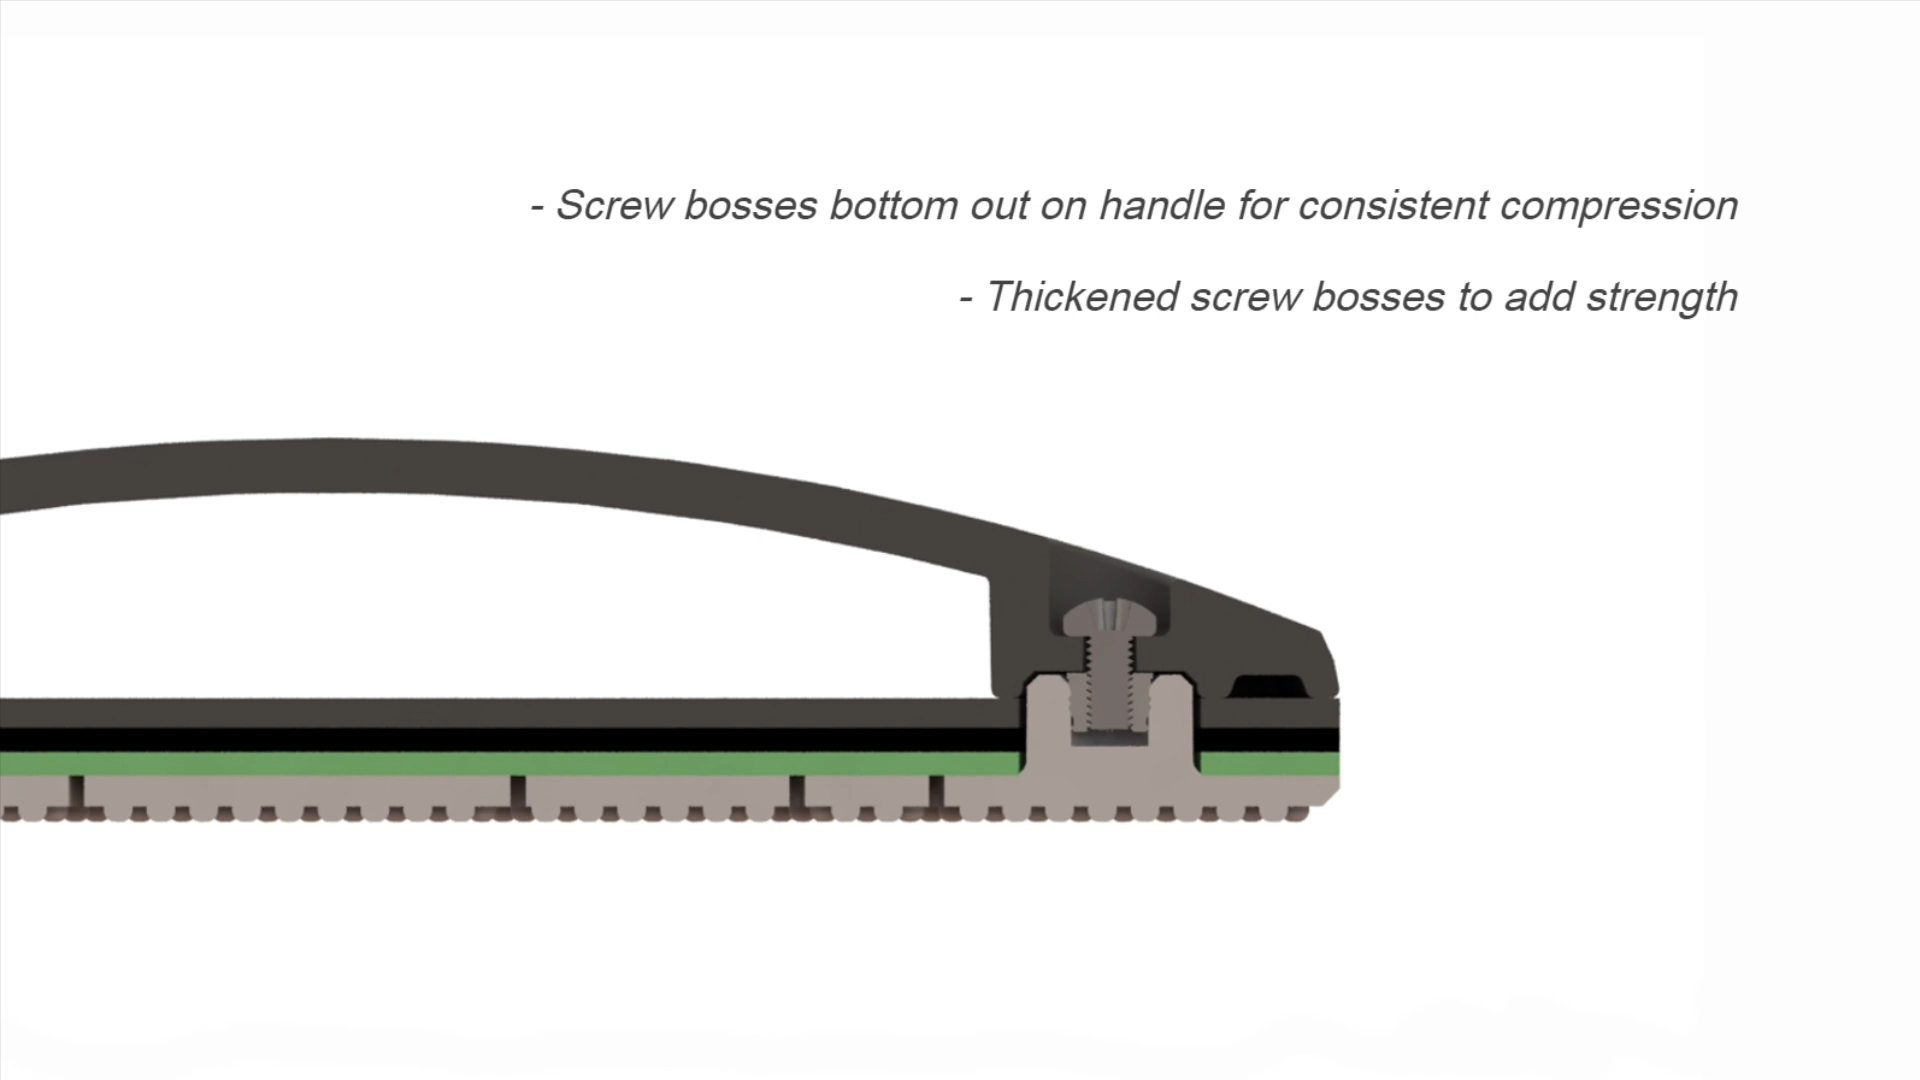 - Screw bosses bottom out on handle for consistent compression
- Thickened screw bosses to add strength